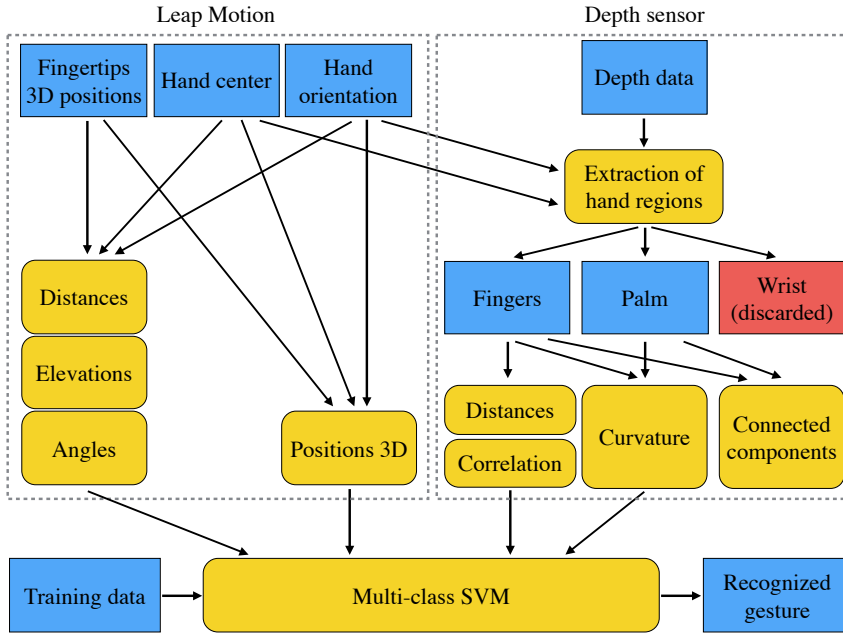 Leap Motion
Depth sensor
Fingertips
3D positions
Hand center
Hand
orientation
Depth data
Extraction of
hand regions
Fingers
Palm
Wrist
(discarded)
Distances
Elevations
Angles
Positions 3D
Distances
Correlation
Curvature
Connected
components
Training data
Multi-class SVM
Recognized
gesture